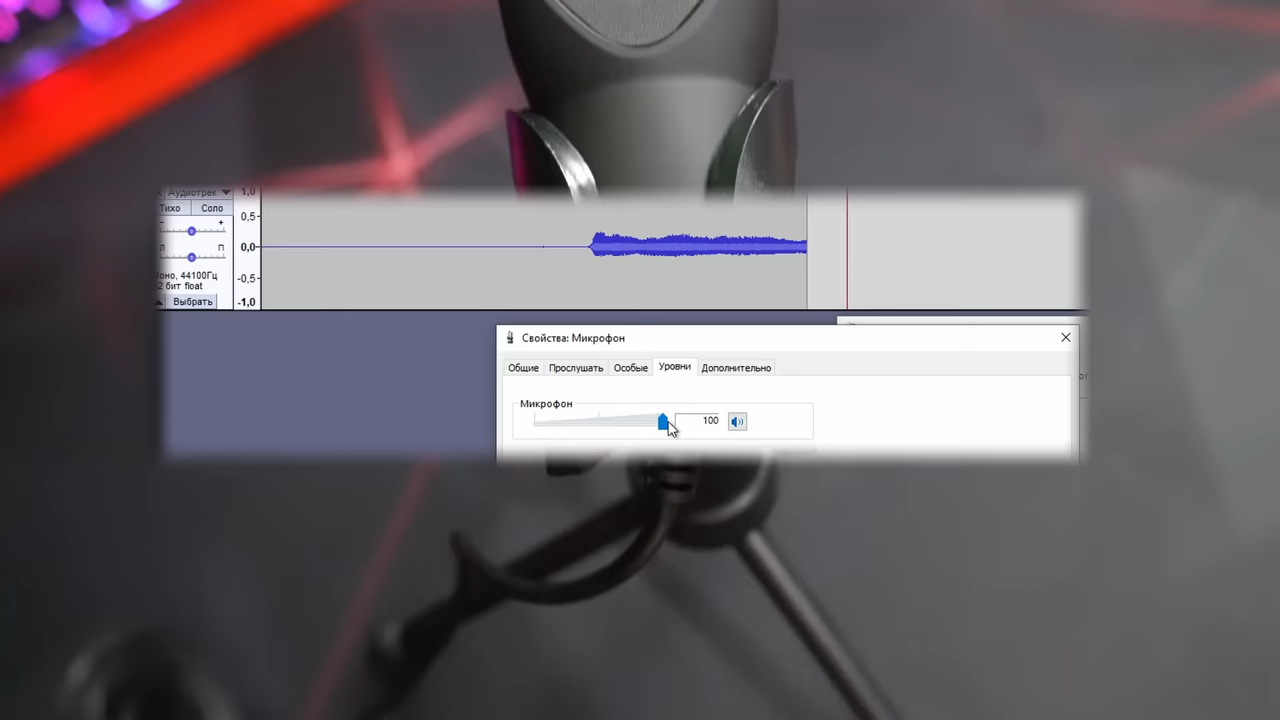 Аудиотрек
1,0
Тихо Соло
0,5
- +
0,0
П П
-0,5
оно, 44100Гц
2 бит float
Выбрать
-1,0
Свойства: Микрофон
Общие Прослушать Особые Уровни Дополнительно
Микрофон
100